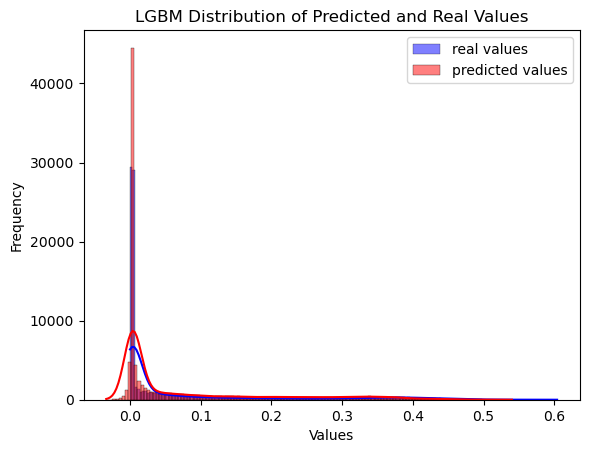 LGBM Distribution of Predicted and Real Values
real values
predicted values
Frequency
40000
30000
20000
10000
0
0.0 0.1 0.2 0.3 0.4 0.5 0.6
Values